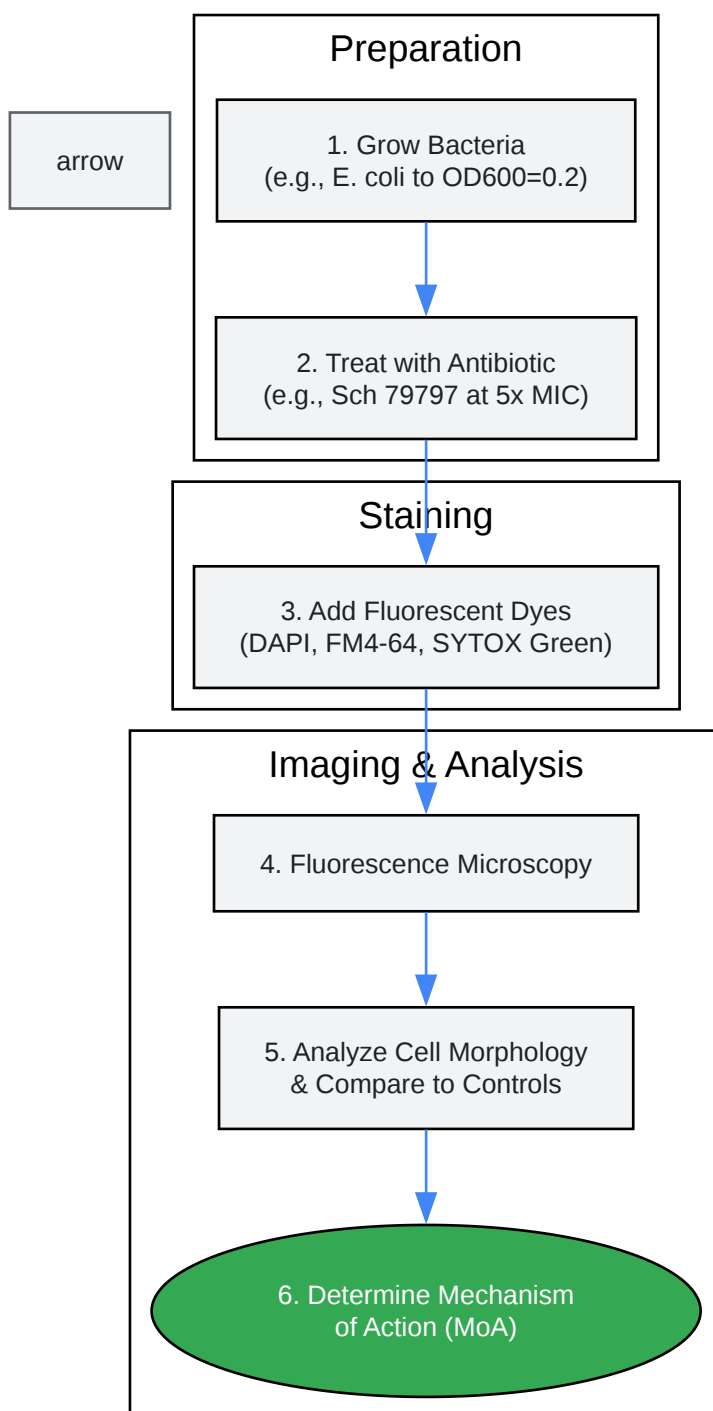 Preparation
arrow
1. Grow Bacteria
(e.g., E. coli to OD600=0.2)
2. Treat with Antibiotic
(e.g., Sch 79797 at 5x MIC)
Staining
3. Add Fluorescent Dyes
(DAPI, FM4-64, SYTOX Green)
Imaging & Analysis
4. Fluorescence Microscopy
5. Analyze Cell Morphology
& Compare to Controls
6. Determine Mechanism
of Action (MoA)